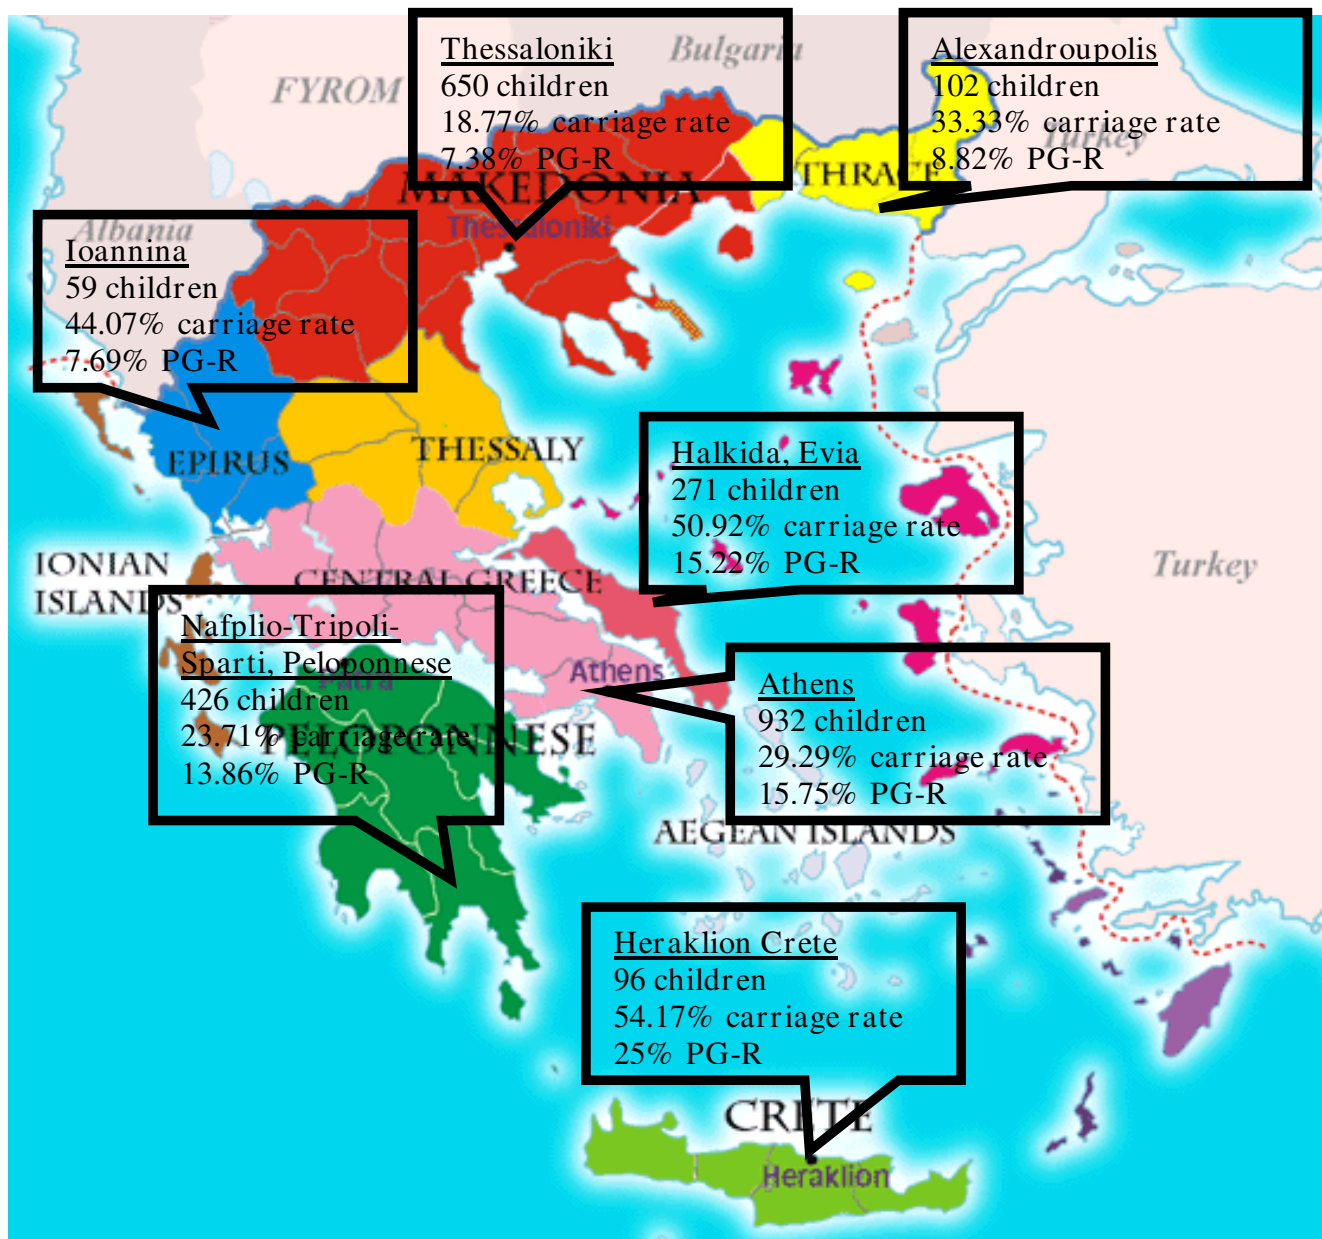 Thessaloniki
650 children
18.77% carriage rate
7.38% PG-R
Bulgaria
Alexandroupolis
102 children
33.33% carriage rate
8.82% PG-R
FYROM
Turkey
MAKEDONIA
THRACE
Thessaloniki
Albania
Ioannina
59 children
44.07% carriage rate
7.69% PG-R
EPIRUS
THESSALY
Halkida, Evia
271 children
50.92% carriage rate
15.22% PG-R
Turkey
IONIAN
ISLANDS
CENTRAL GREECE
Nafplio-Tripoli-
Sparti, Peloponnese
426 children
23.71% carriage rate
13.86% PG-R
Patra
PELOPONNESE
Athens
Athens
932 children
29.29% carriage rate
15.75% PG-R
AEGEAN ISLANDS
Heraklion Crete
96 children
54.17% carriage rate
25% PG-R
CRETE
Heraklion